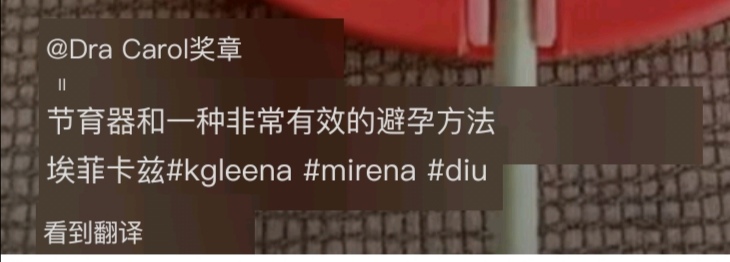 @Dra Carol奖章
=
节育器和一种非常有效的避孕方法
埃菲卡兹#kgleena #mirena #diu
看到翻译